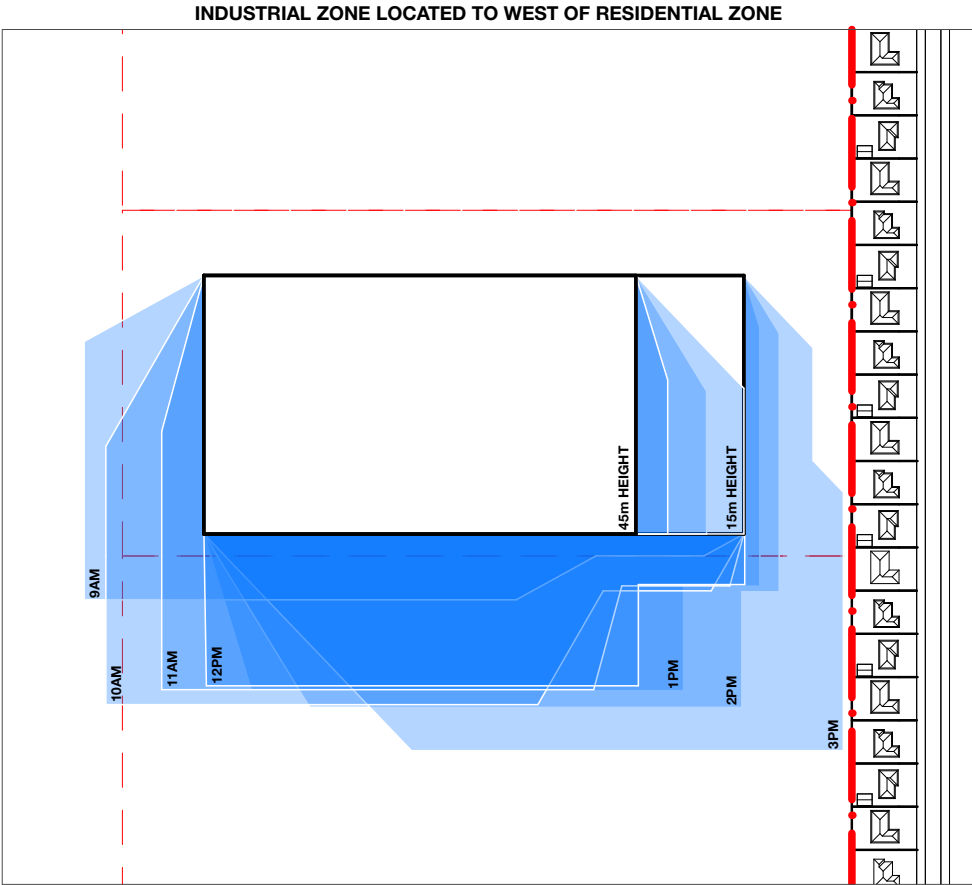 INDUSTRIAL ZONE LOCATED TO WEST OF RESIDENTIAL ZONE
45m HEIGHT
15m HEIGHT
9AM
10AM
11AM
12PM
1PM
2PM
3PM